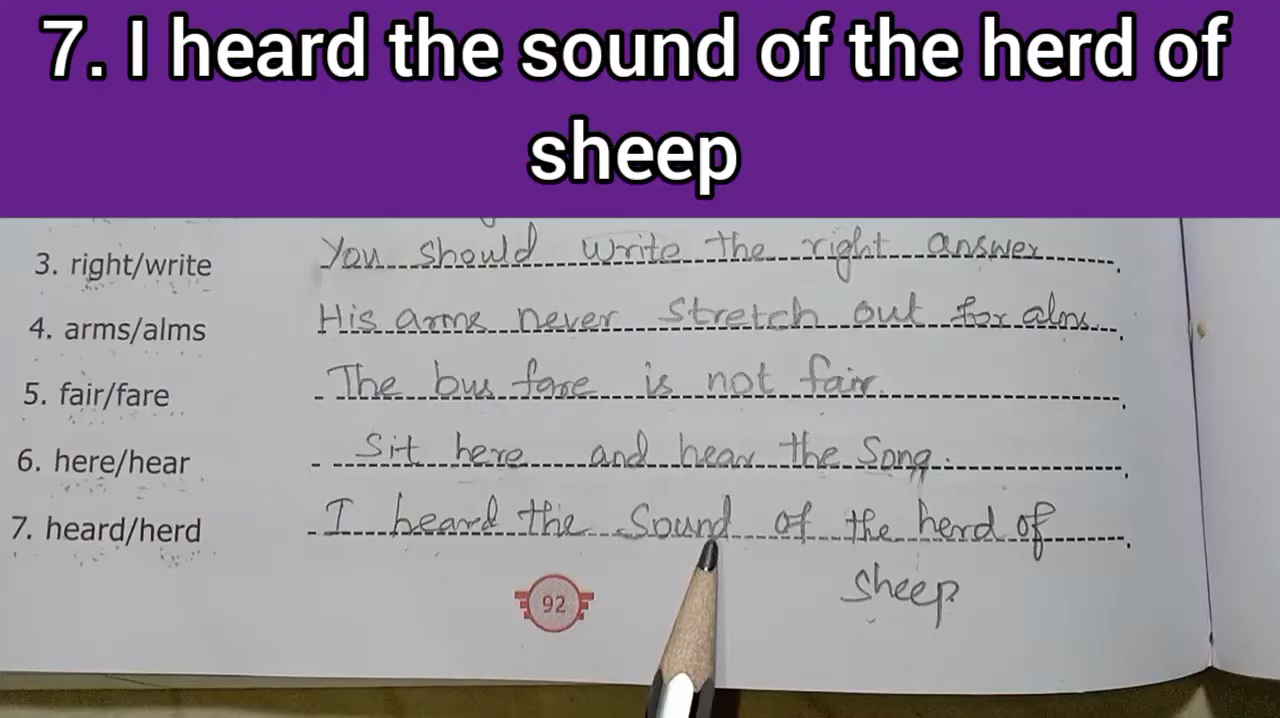 7. I heard the sound of the herd of
sheep
3. right/write You should write the right answer.
4. arms/alms His arms never stretch out for alms.
5. fair/fare The bus fare is not fair.
6. here/hear Sit here and hear the Song.
7. heard/herd I heard the Sound of the herd of
Sheep
92